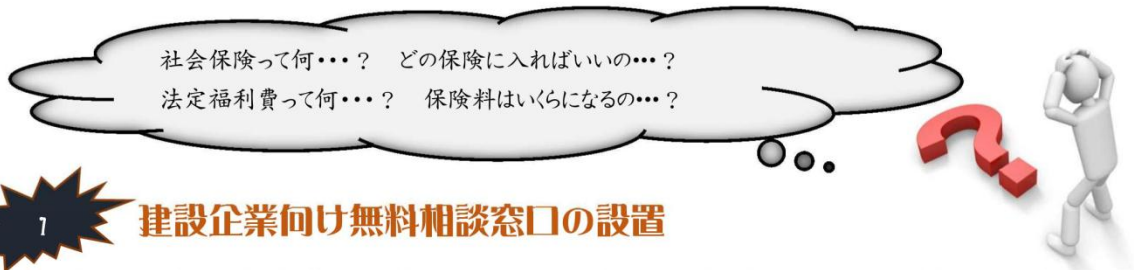 社会保険って何・・・？　どの保険に入ればいいの…？
法定福利費って何・・・？　保険料はいくらになるの…？
1
建設企業向け無料相談窓口の設置